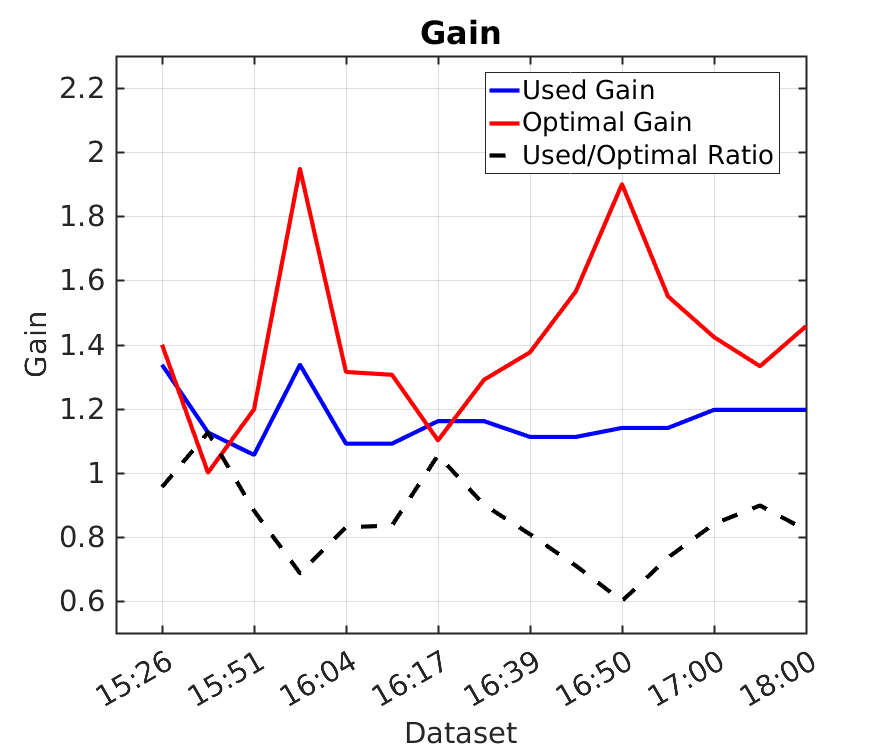 Gain
Used Gain
Optimal Gain
Used/Optimal Ratio
2.2
2
1.8
1.6
1.4
1.2
1
0.8
0.6
Gain
15:26
15:51
16:04
16:17
16:39
16:50
17:00
18:00
Dataset